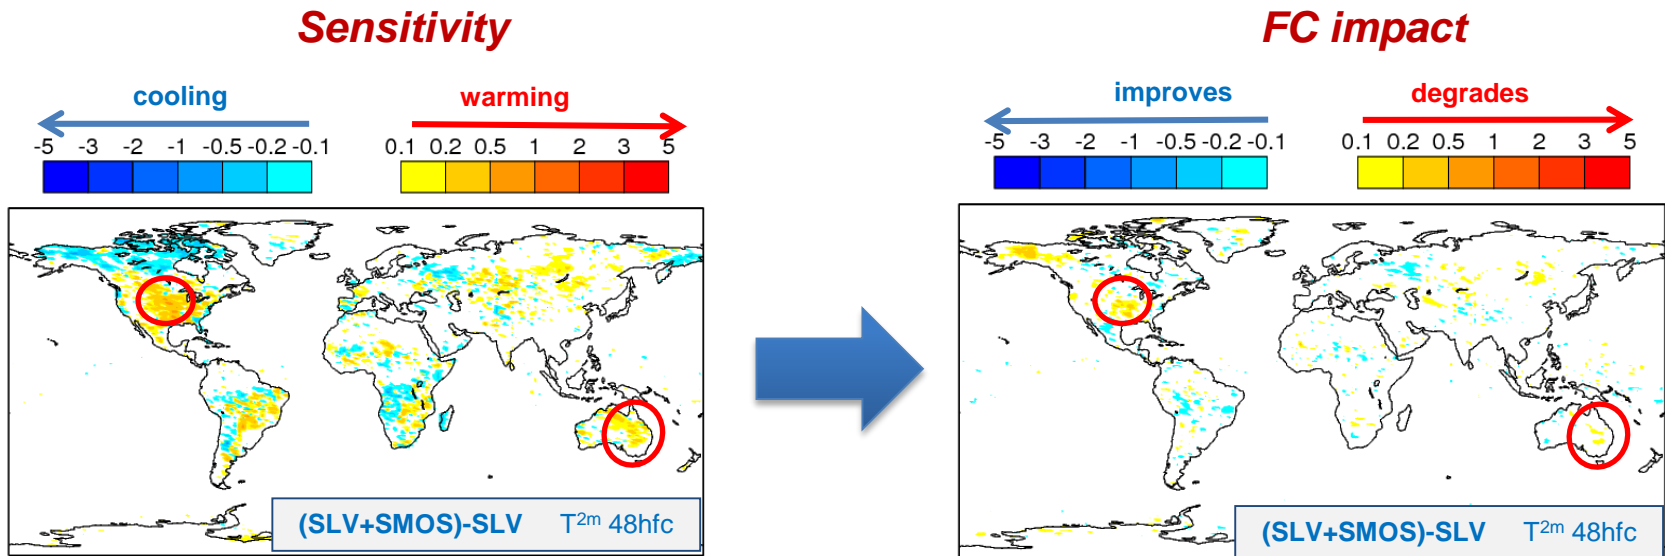 Sensitivity
cooling warming
-5 -3 -2 -1 -0.5 -0.2 -0.1 0.1 0.2 0.5 1 2 3 5
(SLV+SMOS)-SLV T2m 48hfc
FC impact
improves degrades
-5 -3 -2 -1 -0.5 -0.2 -0.1 0.1 0.2 0.5 1 2 3 5
(SLV+SMOS)-SLV T2m 48hfc